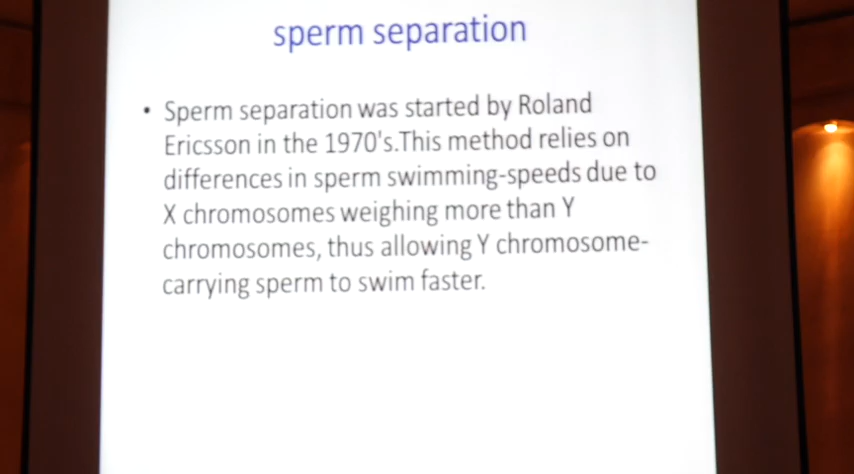 sperm separation
• Sperm separation was started by Roland
Ericsson in the 1970's.This method relies on
differences in sperm swimming-speeds due to
X chromosomes weighing more than Y
chromosomes, thus allowing Y chromosome-
carrying sperm to swim faster.